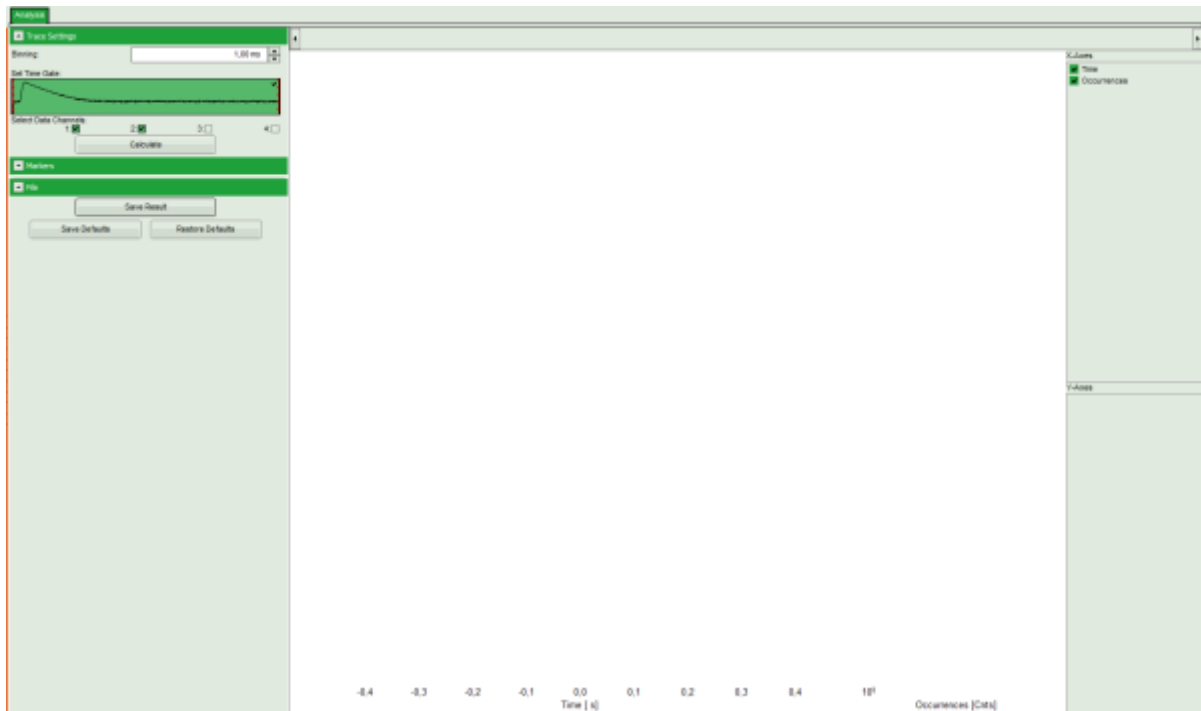 Analysis
Trace Settings
Binning: 1,00 ms
Set Time Gate:
Select Data Channels:
1: 2: 3: 4:
Calculate
Markers
File
Save Result
Save Defaults Restore Defaults
X-Axes
Time
Occurrences
Y-Axes
-0,4 -0,3 -0,2 -0,1 0,0 0,1 0,2 0,3 0,4
Time [ s]
Occurrences [Cnts]